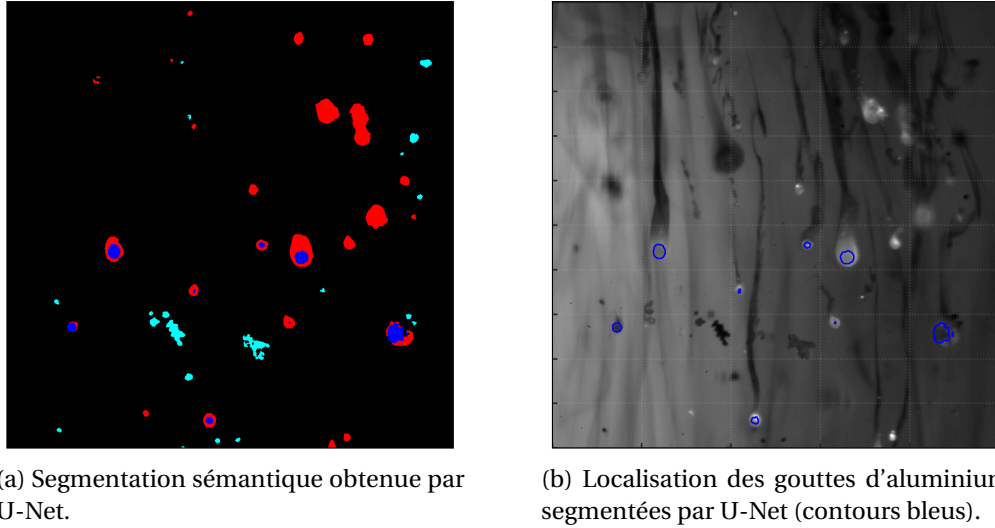 (a) Segmentation sémantique obtenue par
U-Net.
(b) Localisation des gouttes d'aluminium
segmentées par U-Net (contours bleus).